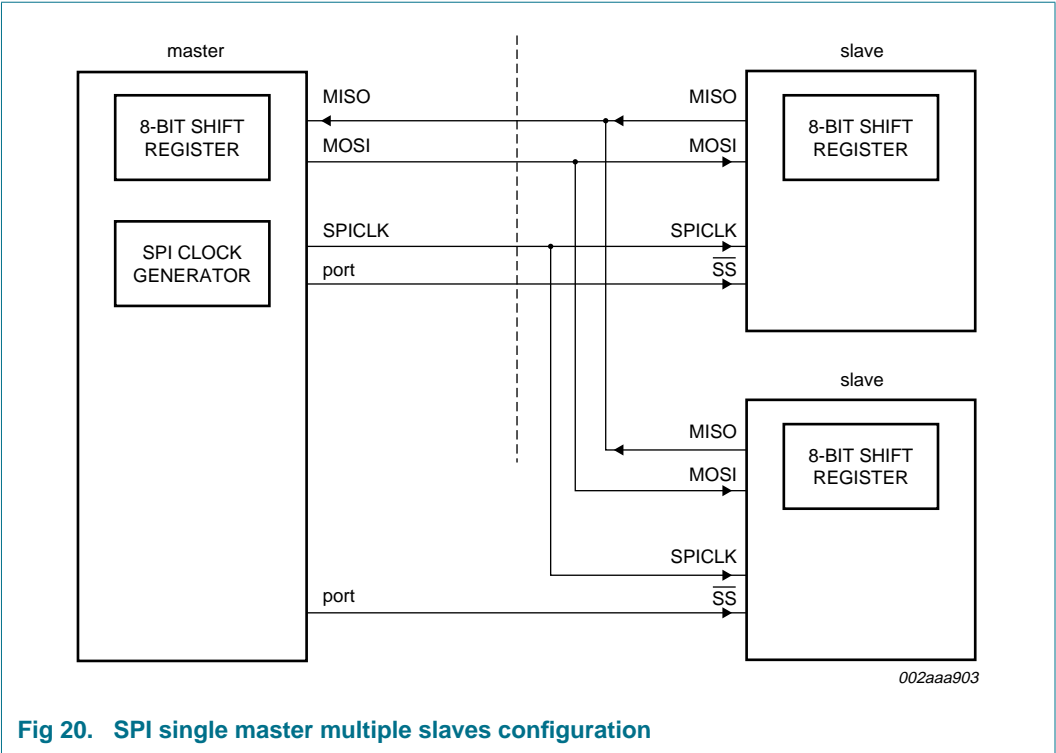 master
slave
MISO
MISO
8-BIT SHIFT
REGISTER
8-BIT SHIFT
REGISTER
MOSI
MOSI
SPICLK
SPICLK
SPI CLOCK
GENERATOR
port
S̅S̅
slave
MISO
8-BIT SHIFT
REGISTER
MOSI
SPICLK
port
S̅S̅
002aaa903
Fig 20. SPI single master multiple slaves configuration